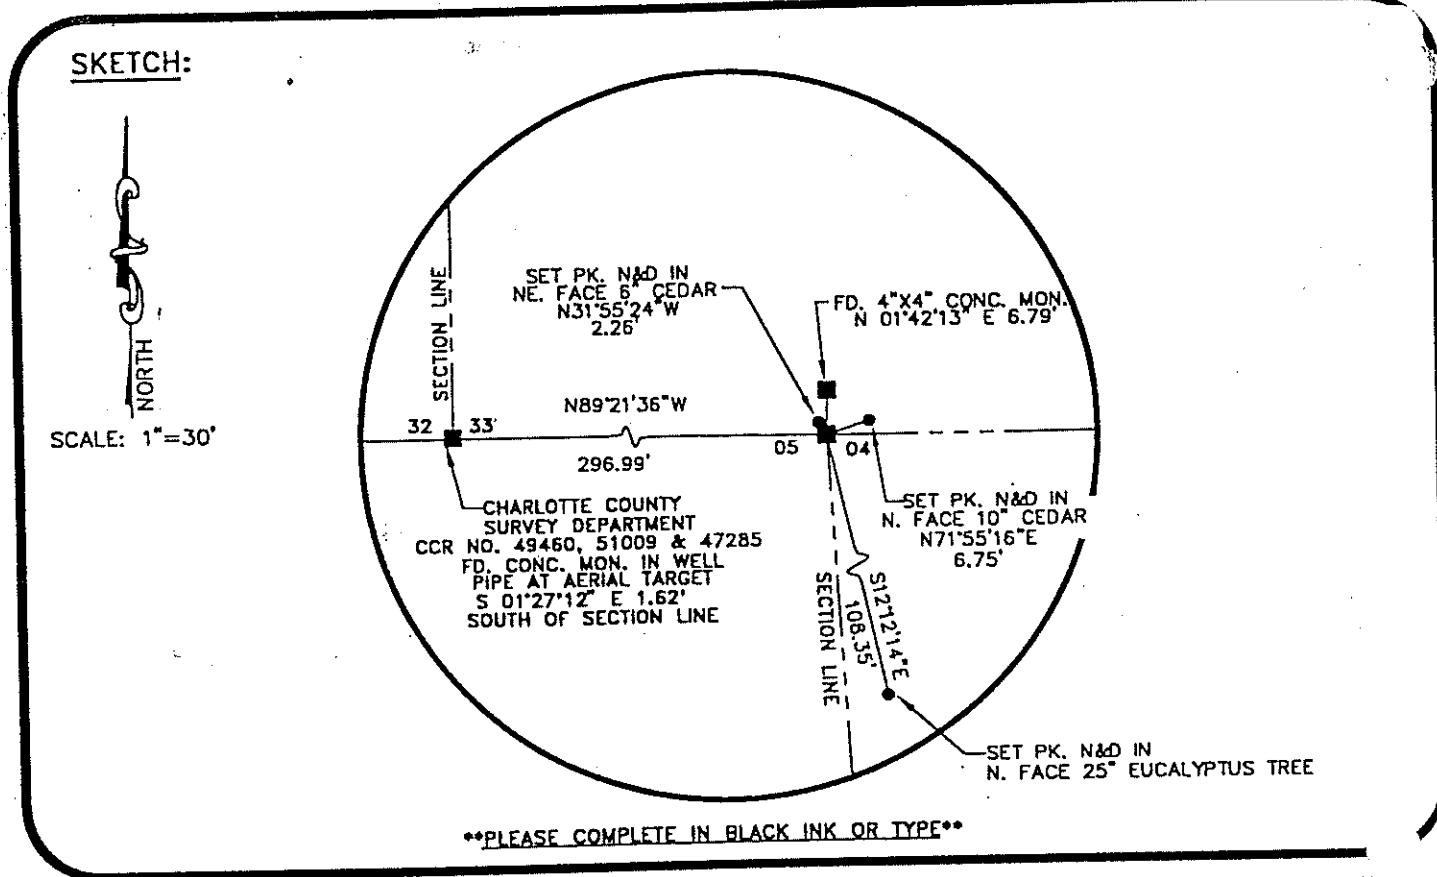 SKETCH:
NORTH
SCALE: 1"=30'
SECTION LINE
SET PK. N&D IN
NE. FACE 6" CEDAR
N31°55'24"W
2.26'
FD. 4"X4" CONC. MON.
N 01°42'13" E 6.79'
N89°21'36"W
32 33
296.99'
05 04
CHARLOTTE COUNTY
SURVEY DEPARTMENT
CCR NO. 49460, 51009 & 47285
FD. CONC. MON. IN WELL
PIPE AT AERIAL TARGET
S 01°27'12" E 1.62'
SOUTH OF SECTION LINE
SET PK. N&D IN
N. FACE 10" CEDAR
N71°55'16"E
6.75'
SECTION LINE
S12°12'14"E
108.35'
SET PK. N&D IN
N. FACE 25" EUCALYPTUS TREE
**PLEASE COMPLETE IN BLACK INK OR TYPE**